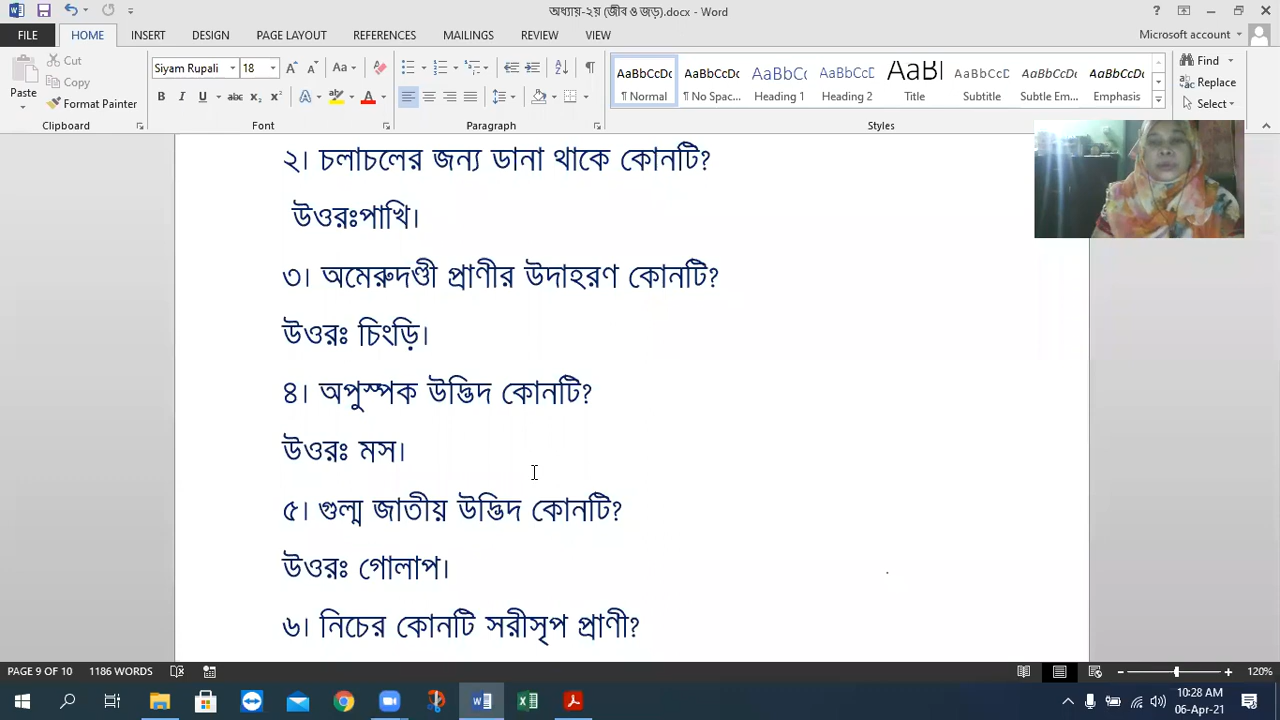 অধ্যায়-২য় (জীব ও জড়).docx - Word
FILE HOME INSERT DESIGN PAGE LAYOUT REFERENCES MAILINGS REVIEW VIEW Microsoft account
Cut
Copy
Paste
Format Painter
Clipboard
Siyam Rupali 18
Font
Paragraph
AaBbCcDc AaBbCcDc AaBbCc AaBbCcD AaBl AaBbCcD AaBbCcDc AaBbCcDc
¶ Normal ¶ No Spac... Heading 1 Heading 2 Title Subtitle Subtle Em... Emphasis
Styles
Find
Replace
Select
Editing
২। চলাচলের জন্য ডানা থাকে কোনটি?
উওরঃপাখি।
৩। অমেরুদণ্ডী প্রাণীর উদাহরণ কোনটি?
উওরঃ চিংড়ি।
৪। অপুস্পক উদ্ভিদ কোনটি?
উওরঃ মস।
৫। গুল্ম জাতীয় উদ্ভিদ কোনটি?
উওরঃ গোলাপ।
৬। নিচের কোনটি সরীসৃপ প্রাণী?
PAGE 9 OF 10 1186 WORDS 120%
10:28 AM
06-Apr-21